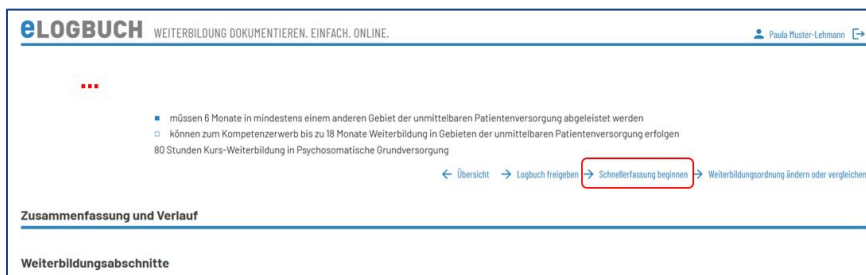 eLOGBUCH WEITERBILDUNG DOKUMENTIEREN. EINFACH. ONLINE. Paula Muster-Lehmann
...
müssen 6 Monate in mindestens einem anderen Gebiet der unmittelbaren Patientenversorgung abgeleistet werden
können zum Kompetenzerwerb bis zu 18 Monate Weiterbildung in Gebieten der unmittelbaren Patientenversorgung erfolgen
80 Stunden Kurs-Weiterbildung in Psychosomatische Grundversorgung
← Übersicht → Logbuch freigeben → Schnellerfassung beginnen → Weiterbildungsordnung ändern oder vergleichen
Zusammenfassung und Verlauf
Weiterbildungsabschnitte